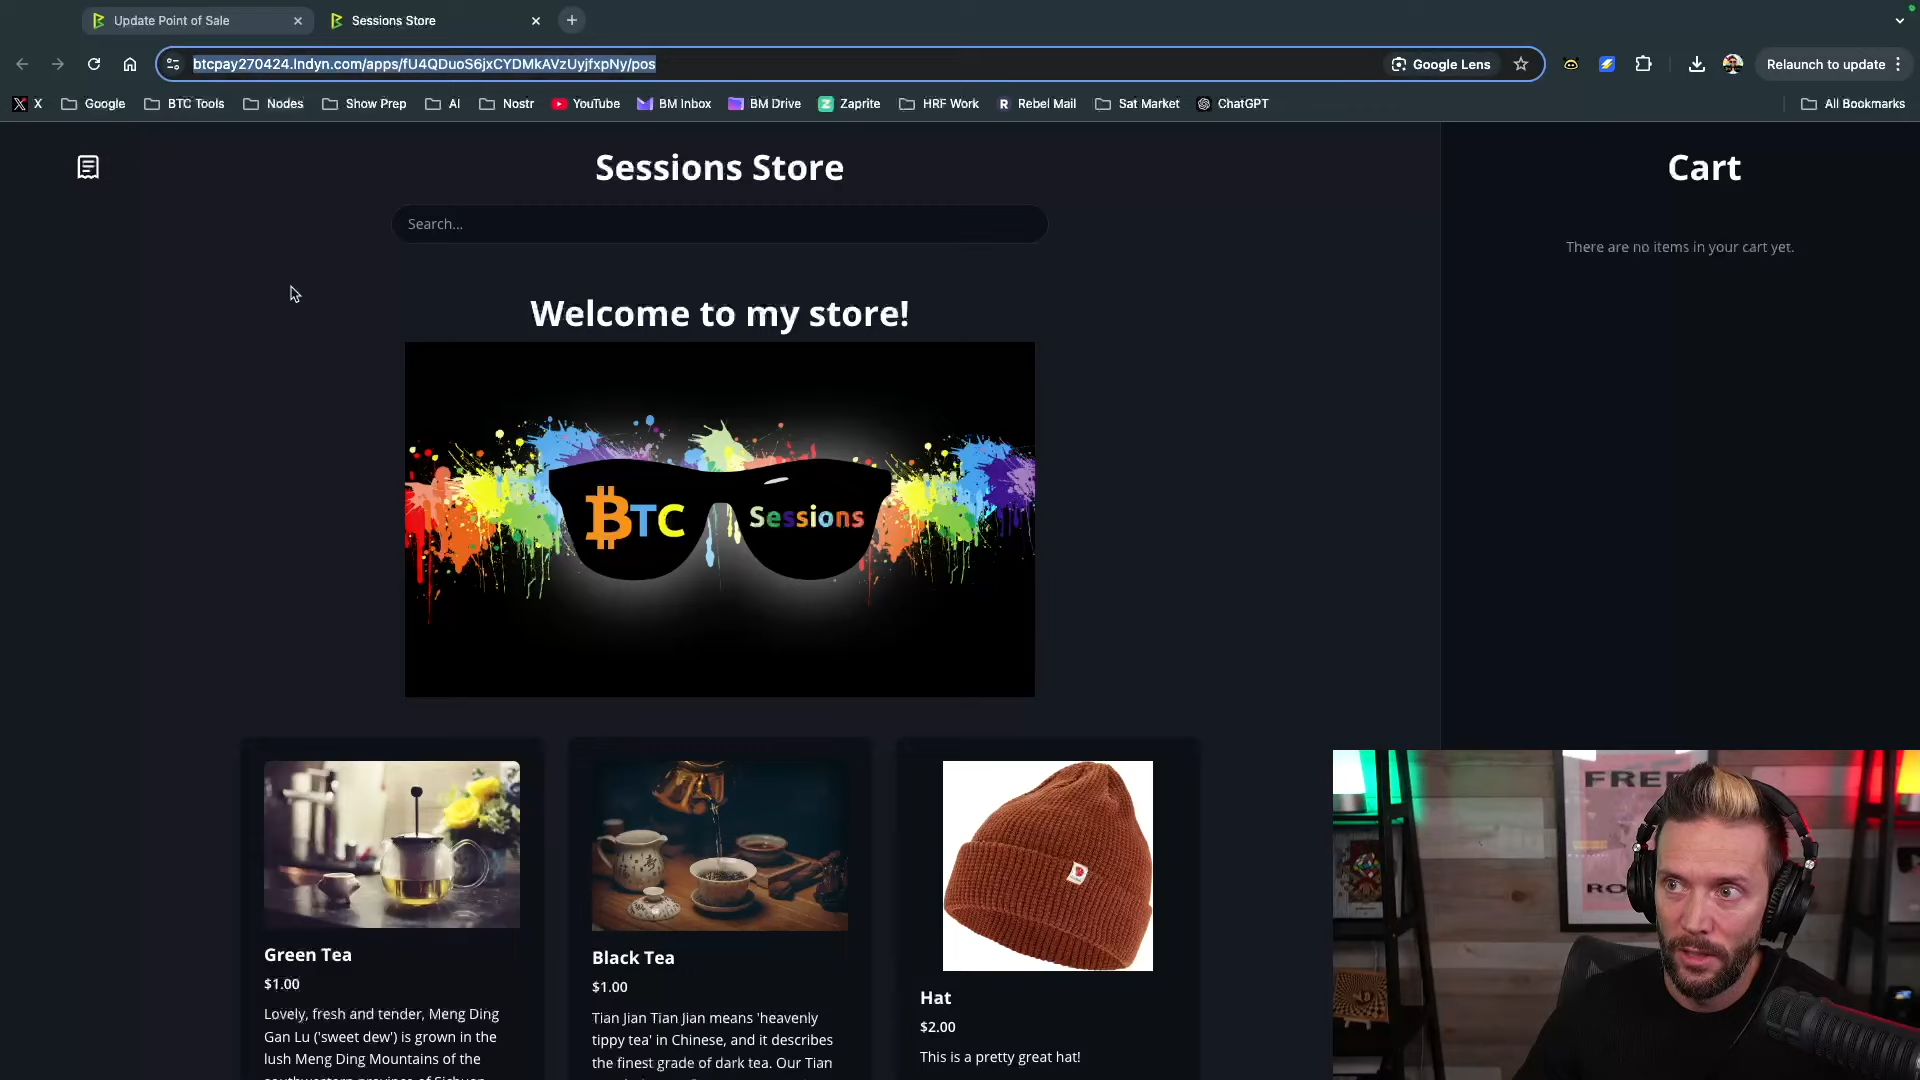 Update Point of Sale
Sessions Store
btcpay270424.lndyn.com/apps/fU4QDuoS6jxCYDMkAVzUyjfxpNy/pos
Google Lens
Relaunch to update
X
Google
BTC Tools
Nodes
Show Prep
AI
Nostr
YouTube
BM Inbox
BM Drive
Zaprite
HRF Work
Rebel Mail
Sat Market
ChatGPT
All Bookmarks
Sessions Store
Cart
Search...
There are no items in your cart yet.
Welcome to my store!
BTC Sessions
Green Tea
$1.00
Lovely, fresh and tender, Meng Ding
Gan Lu ('sweet dew') is grown in the
lush Meng Ding Mountains of the
southwestern province of Sichuan
Black Tea
$1.00
Tian Jian Tian Jian means 'heavenly
tippy tea' in Chinese, and it describes
the finest grade of dark tea. Our Tian
Hat
$2.00
This is a pretty great hat!
FREE
RO